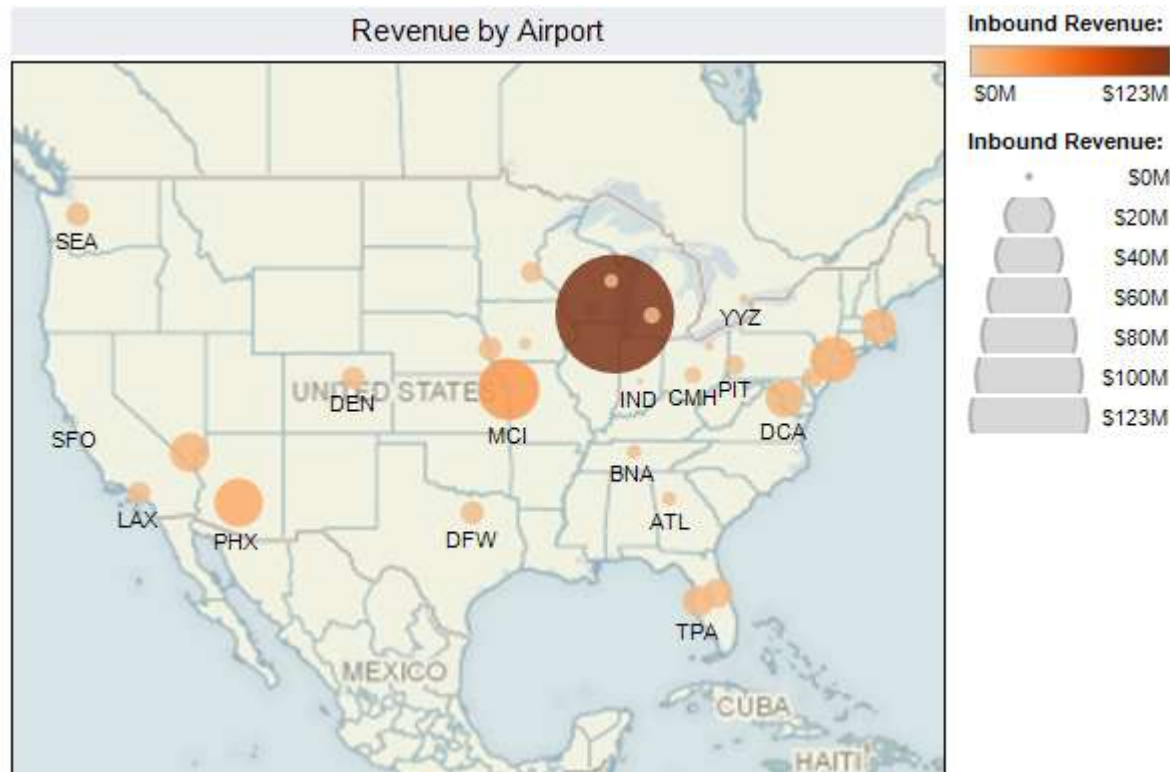 Revenue by Airport
SEA
YYZ
UNITED STATES
DEN
IND
CMH
PIT
SFO
MCI
DCA
BNA
LAX
PHX
DFW
ATL
TPA
MEXICO
CUBA
HAITI
Inbound Revenue:
$0M $123M
Inbound Revenue:
$0M
$20M
$40M
$60M
$80M
$100M
$123M